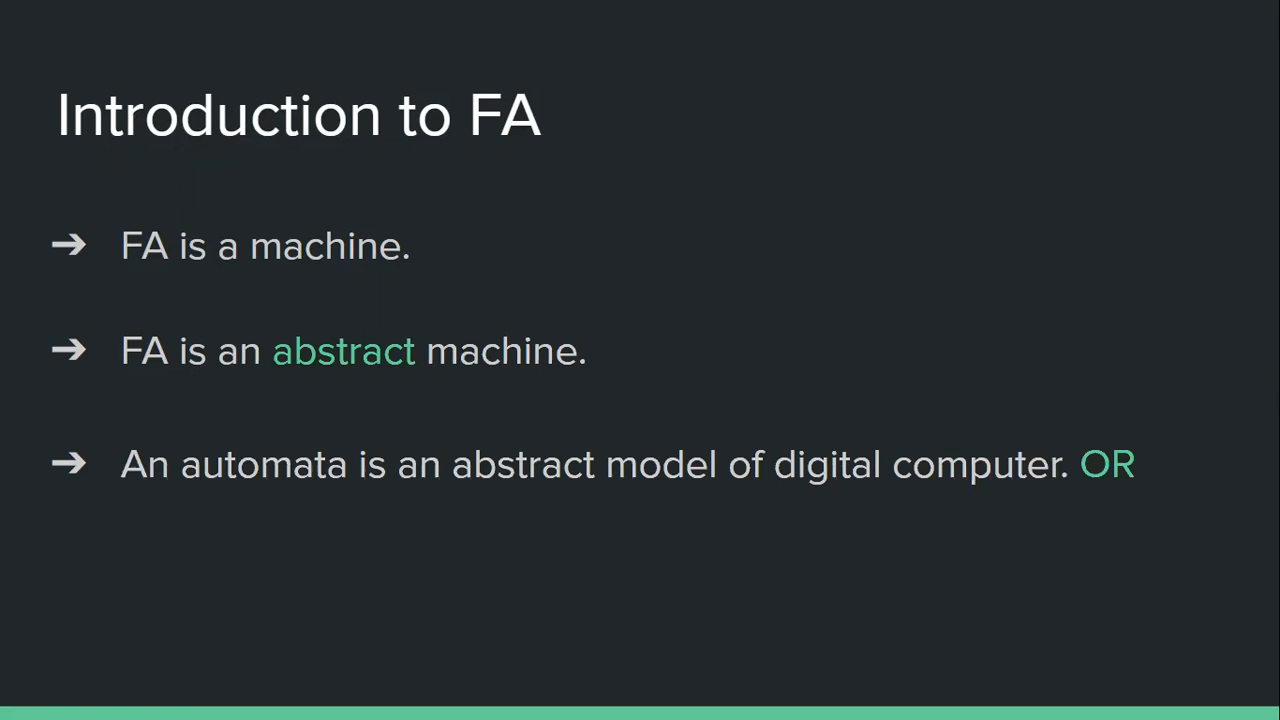 Introduction to FA
➔ FA is a machine.
➔ FA is an abstract machine.
➔ An automata is an abstract model of digital computer. OR